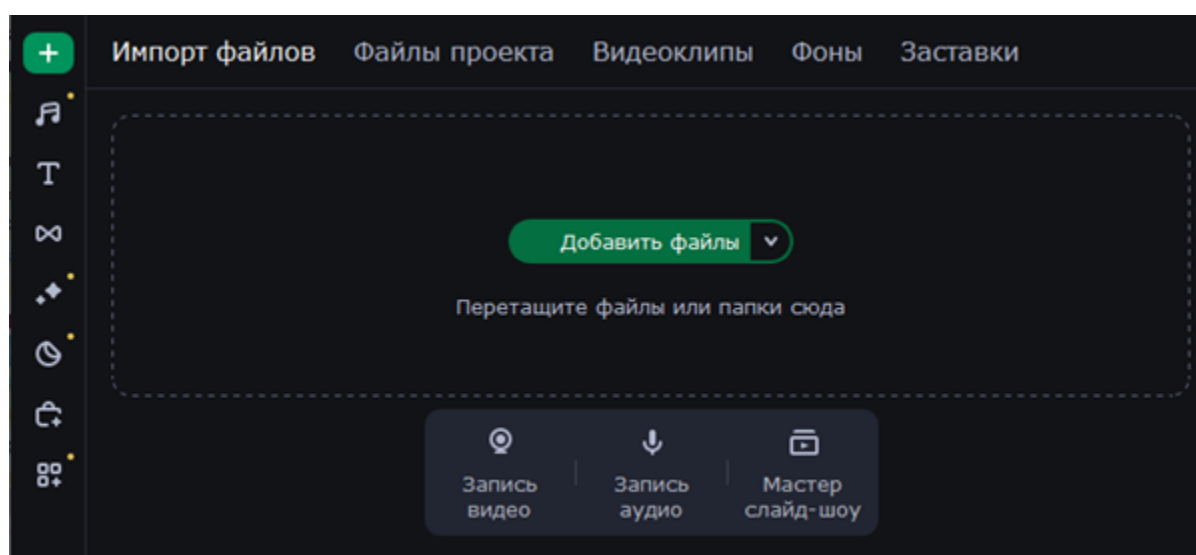 Импорт файлов Файлы проекта Видеоклипы Фоны Заставки
Добавить файлы
Перетащите файлы или папки сюда
Запись видео
Запись аудио
Мастер слайд-шоу